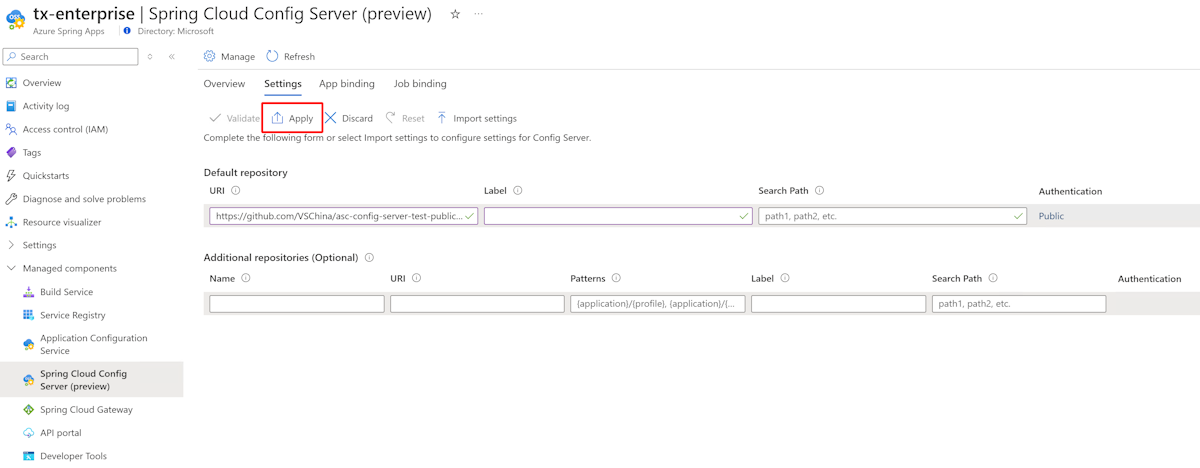 tx-enterprise | Spring Cloud Config Server (preview)
Azure Spring Apps
Directory: Microsoft
Search
Overview
Activity log
Access control (IAM)
Tags
Quickstarts
Diagnose and solve problems
Resource visualizer
Settings
Managed components
Build Service
Service Registry
Application Configuration
Service
Spring Cloud Config
Server (preview)
Spring Cloud Gateway
API portal
Developer Tools
Manage Refresh
Overview Settings App binding Job binding
Validate Apply Discard Reset Import settings
Complete the following form or select Import settings to configure settings for Config Server.
Default repository
URI Label Search Path Authentication
https://github.com/VSChina/asc-config-server-test-public... path1, path2, etc. Public
Additional repositories (Optional)
Name URI Patterns Label Search Path Authentication
{application}/{profile}, {application}/{... path1, path2, etc.